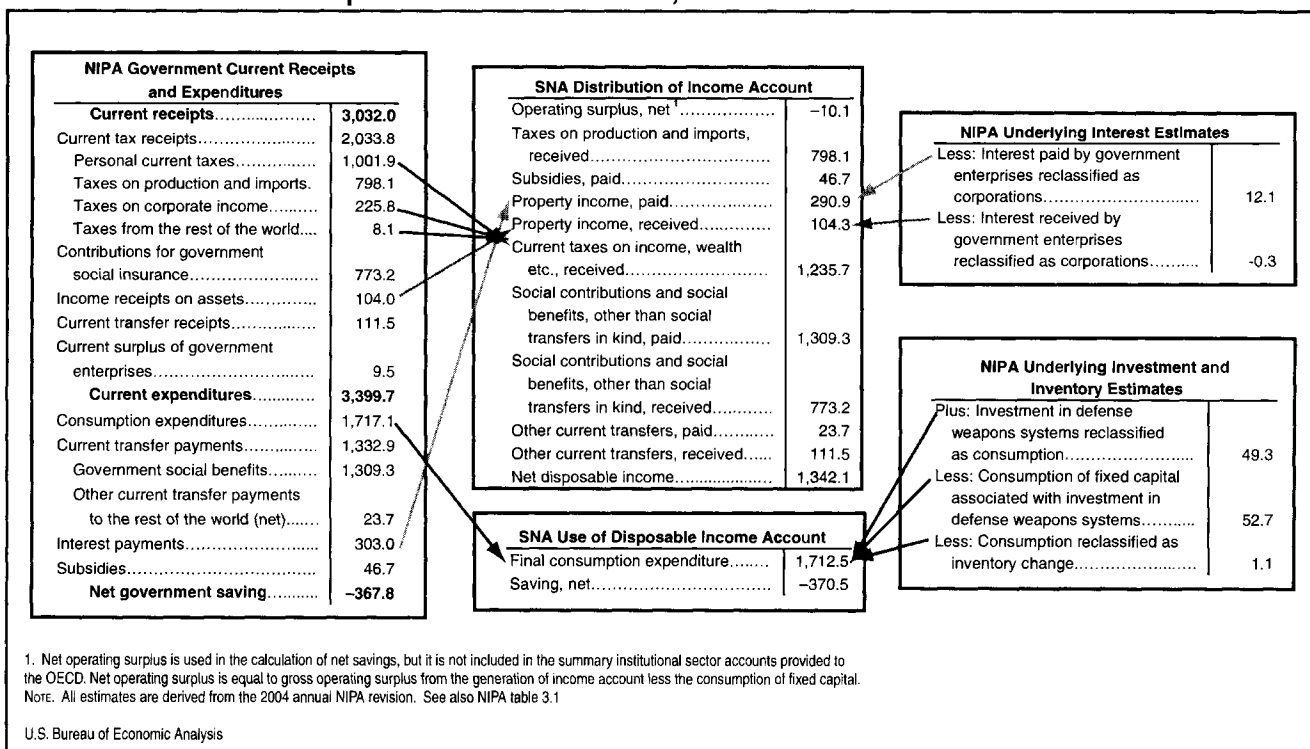 NIPA Government Current Receipts
and Expenditures
Current receipts.................... 3,032.0
Current tax receipts............... 2,033.8
Personal current taxes.......... 1,001.9
Taxes on production and imports. 798.1
Taxes on corporate income.......... 225.8
Taxes from the rest of the world.... 8.1
Contributions for government
social insurance................... 773.2
Income receipts on assets............. 104.0
Current transfer receipts................ 111.5
Current surplus of government
enterprises........................... 9.5
Current expenditures............. 3,399.7
Consumption expenditures........... 1,717.1
Current transfer payments............ 1,332.9
Government social benefits........ 1,309.3
Other current transfer payments
to the rest of the world (net)....... 23.7
Interest payments........................ 303.0
Subsidies.................................... 46.7
Net government saving........... –367.8
SNA Distribution of Income Account
Operating surplus, net 1.................. –10.1
Taxes on production and imports,
received.................................... 798.1
Subsidies, paid............................. 46.7
Property income, paid..................... 290.9
Property income, received............... 104.3
Current taxes on income, wealth
etc., received............................. 1,235.7
Social contributions and social
benefits, other than social
transfers in kind, paid................... 1,309.3
Social contributions and social
benefits, other than social
transfers in kind, received............ 773.2
Other current transfers, paid............ 23.7
Other current transfers, received...... 111.5
Net disposable income.................... 1,342.1
SNA Use of Disposable Income Account
Final consumption expenditure........ 1,712.5
Saving, net.................................. –370.5
NIPA Underlying Interest Estimates
Less: Interest paid by government
enterprises reclassified as
corporations............................ 12.1
Less: Interest received by
government enterprises
reclassified as corporations.......... -0.3
NIPA Underlying Investment and
Inventory Estimates
Plus: Investment in defense
weapons systems reclassified
as consumption......................... 49.3
Less: Consumption of fixed capital
associated with investment in
defense weapons systems.......... 52.7
Less: Consumption reclassified as
inventory change....................... 1.1
1. Net operating surplus is used in the calculation of net savings, but it is not included in the summary institutional sector accounts provided to
the OECD. Net operating surplus is equal to gross operating surplus from the generation of income account less the consumption of fixed capital.
NOTE. All estimates are derived from the 2004 annual NIPA revision. See also NIPA table 3.1
U.S. Bureau of Economic Analysis